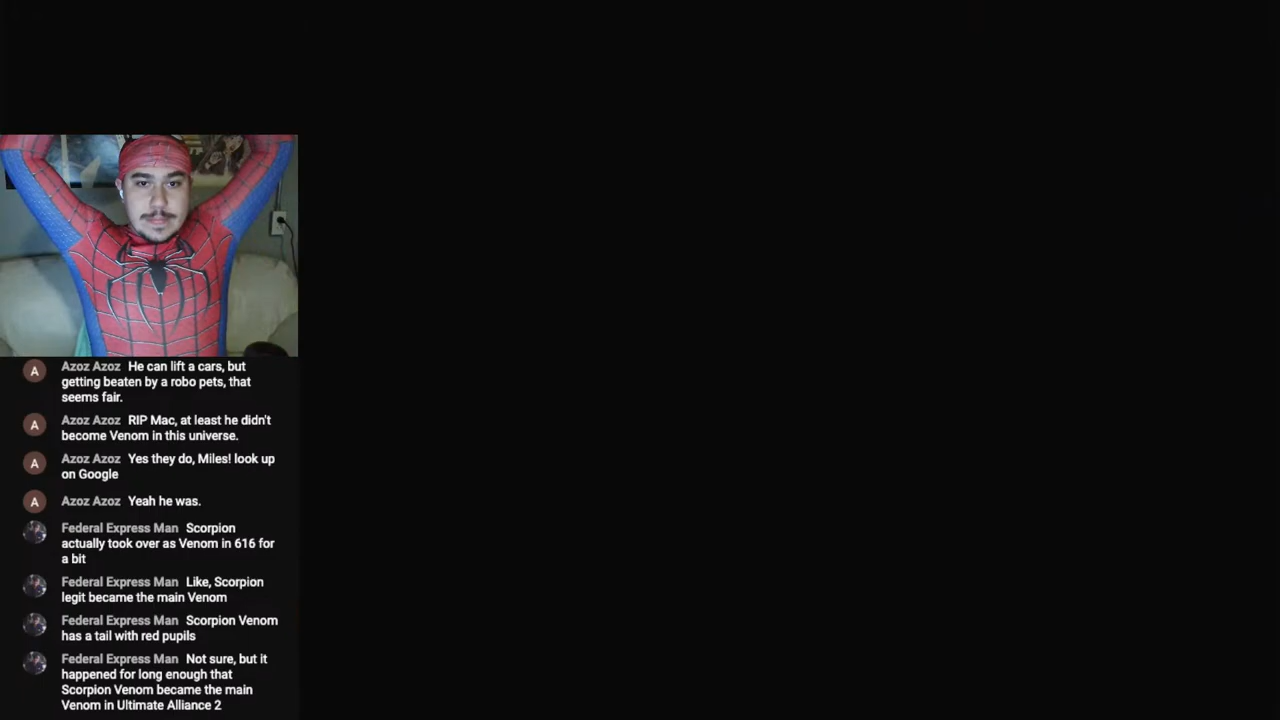 A Azoz Azoz He can lift a cars, but
getting beaten by a robo pets, that
seems fair.
A Azoz Azoz RIP Mac, at least he didn't
become Venom in this universe.
A Azoz Azoz Yes they do, Miles! look up
on Google
A Azoz Azoz Yeah he was.
Federal Express Man Scorpion
actually took over as Venom in 616 for
a bit
Federal Express Man Like, Scorpion
legit became the main Venom
Federal Express Man Scorpion Venom
has a tail with red pupils
Federal Express Man Not sure, but it
happened for long enough that
Scorpion Venom became the main
Venom in Ultimate Alliance 2